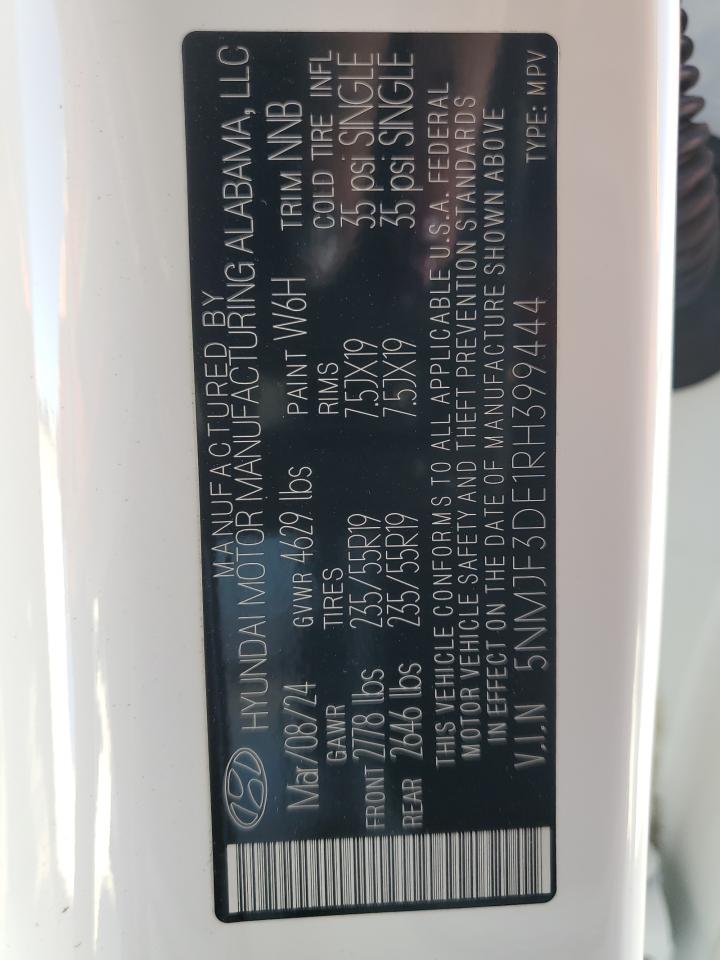 MANUFACTURED BY
HYUNDAI MOTOR MANUFACTURING ALABAMA, LLC
Mar/08/24 GVWR 4629 lbs PAINT W6H TRIM NNB
GAWR TIRES RIMS COLD TIRE INFL
FRONT 2778 lbs 235/55R19 7.5JX19 35 psi SINGLE
REAR 2646 lbs 235/55R19 7.5JX19 35 psi SINGLE
THIS VEHICLE CONFORMS TO ALL APPLICABLE U.S.A. FEDERAL
MOTOR VEHICLE SAFETY AND THEFT PREVENTION STANDARDS
IN EFFECT ON THE DATE OF MANUFACTURE SHOWN ABOVE
V.I.N 5NMJF3DE1RH399444 TYPE: MPV